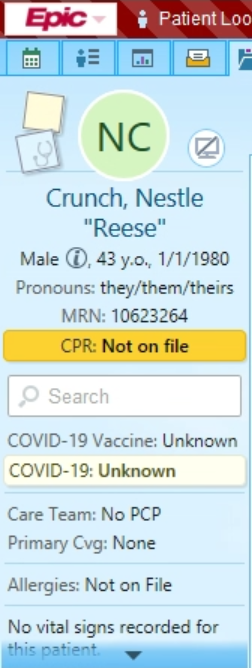 Epic Patient Loo
NC
Crunch, Nestle
"Reese"
Male i, 43 y.o., 1/1/1980
Pronouns: they/them/theirs
MRN: 10623264
CPR: Not on file
Search
COVID-19 Vaccine: Unknown
COVID-19: Unknown
Care Team: No PCP
Primary Cvg: None
Allergies: Not on File
No vital signs recorded for
this patient.